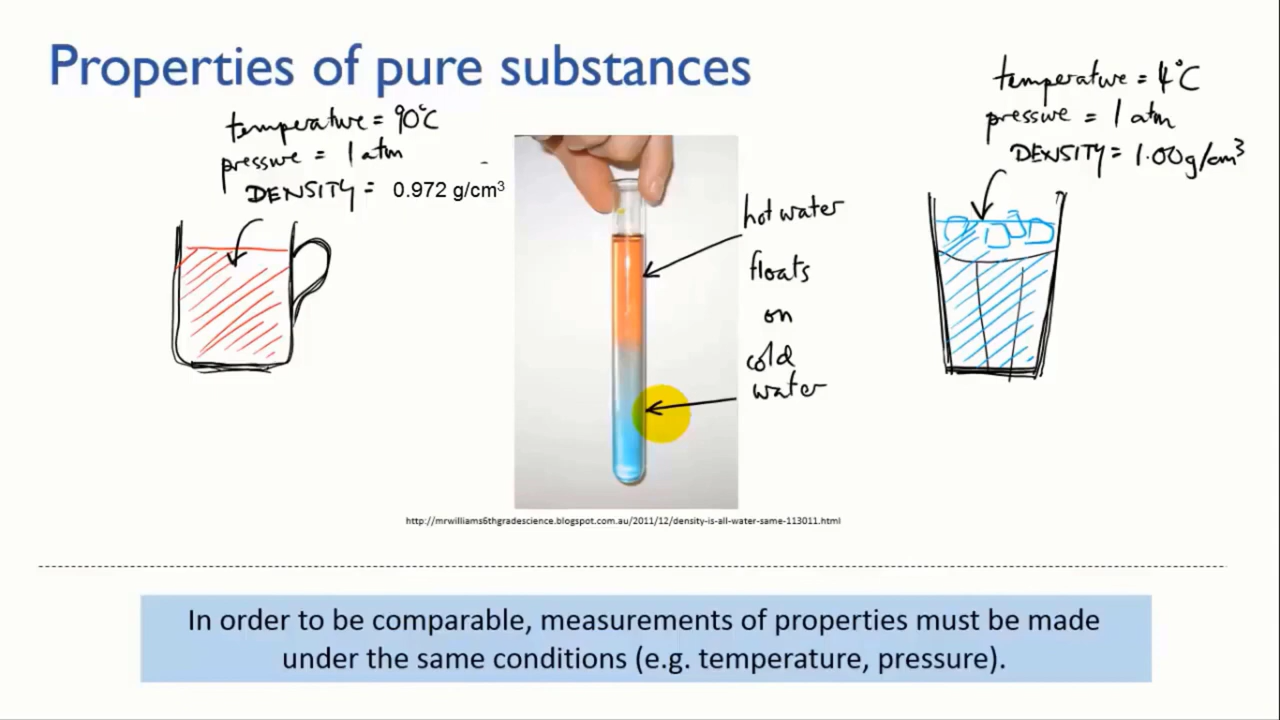 Properties of pure substances
temperature = 90°C
pressure = 1 atm
DENSITY = 0.972 g/cm³
temperature = 4°C
pressure = 1 atm
DENSITY = 1.00g/cm³
hot water
floats
on
cold
water
http://mrwilliams6thgradescience.blogspot.com.au/2011/12/density-is-all-water-same-113011.html
In order to be comparable, measurements of properties must be made
under the same conditions (e.g. temperature, pressure).